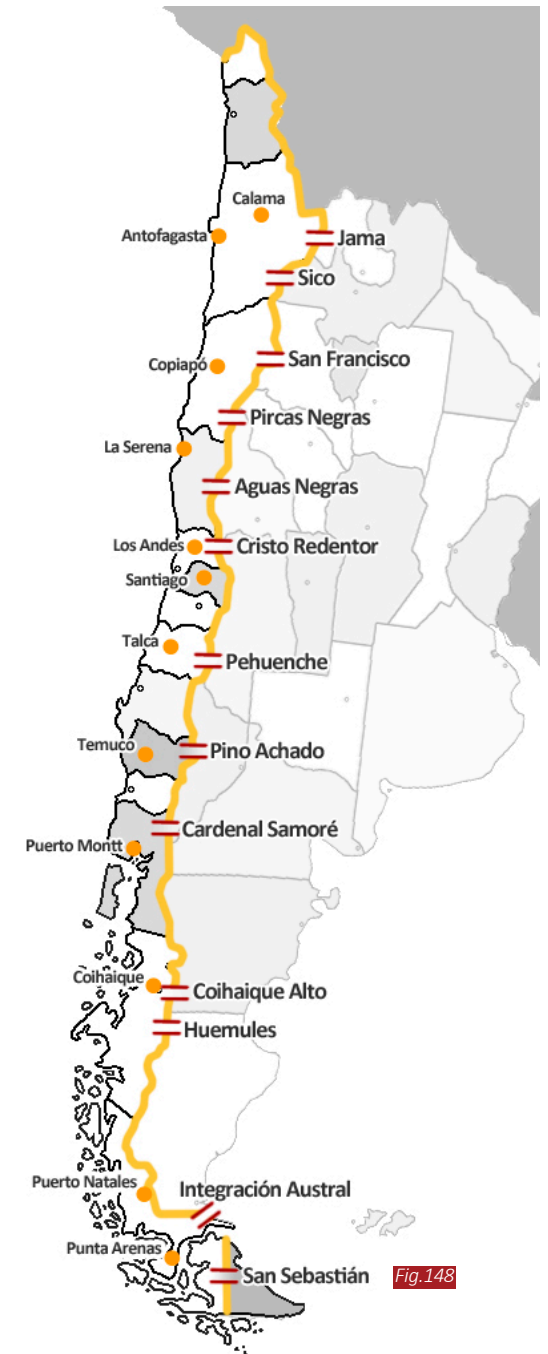 Calama
Antofagasta
Jama
Sico
San Francisco
Copiapó
Pircas Negras
La Serena
Aguas Negras
Los Andes
Cristo Redentor
Santiago
Talca
Pehuenche
Temuco
Pino Achado
Cardenal Samoré
Puerto Montt
Coihaique
Coihaique Alto
Huemules
Puerto Natales
Integración Austral
Punta Arenas
San Sebastián
Fig.148